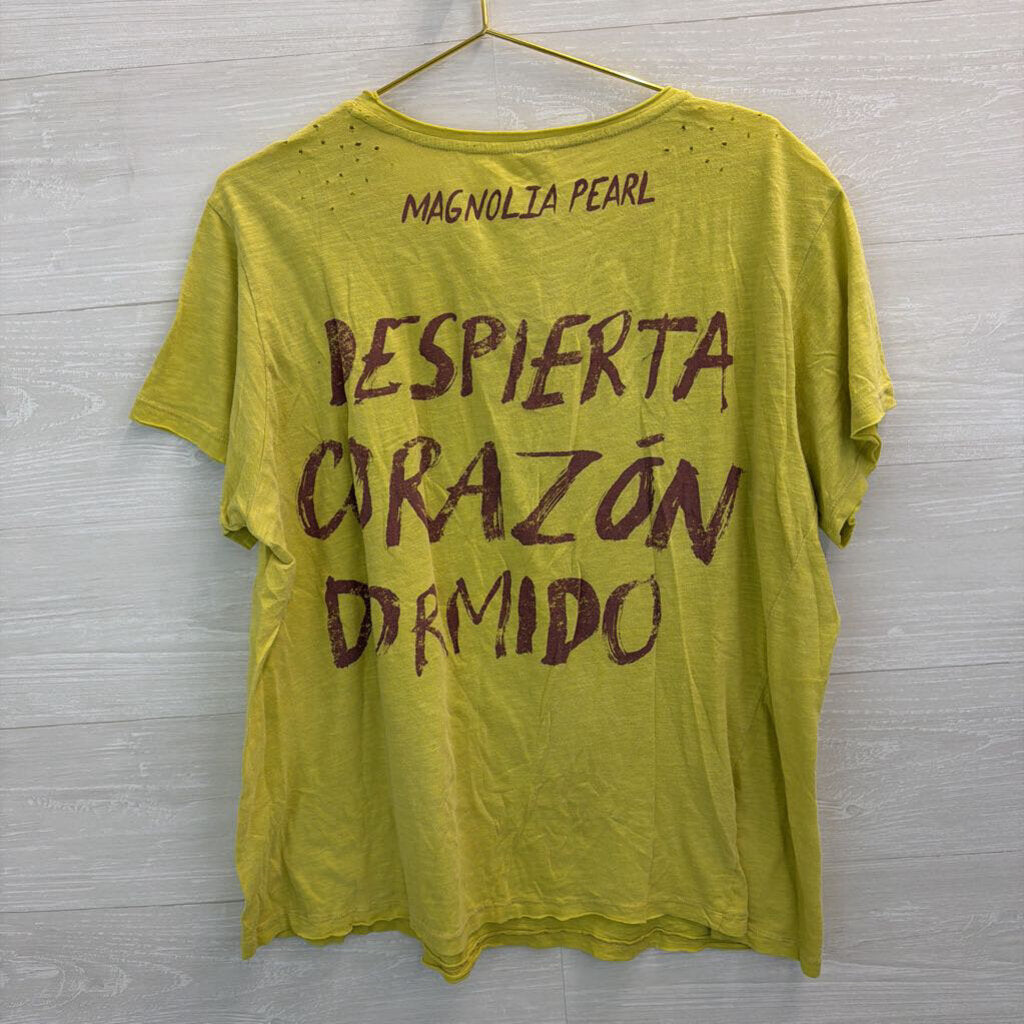 MAGNOLIA PEARL
DESPIERTA
CORAZÓN
DORMIDO